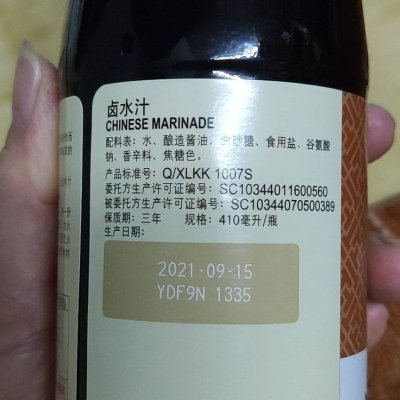 卤水汁
CHINESE MARINADE
配料表: 水、酿造酱油、白砂糖、食用盐、谷氨酸
钠、香辛料、焦糖色。
产品标准号: Q/XLKK 1007S
委托方生产许可证编号: SC10344011600560
被委托方生产许可证编号: SC10344070500389
保质期: 三年 规格: 410毫升/瓶
生产日期:
2021-09-15
YDF9N 1335